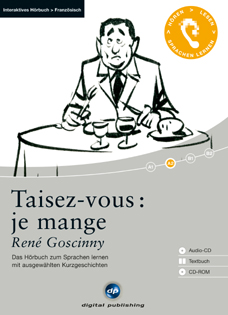 Interaktives Hörbuch > Französisch
HÖREN • LESEN • SPRACHEN LERNEN
A1 A2 B1 B2
Taisez-vous :
je mange
René Goscinny
Das Hörbuch zum Sprachen lernen
mit ausgewählten Kurzgeschichten
Audio-CD
Textbuch
CD-ROM
dp
digital publishing